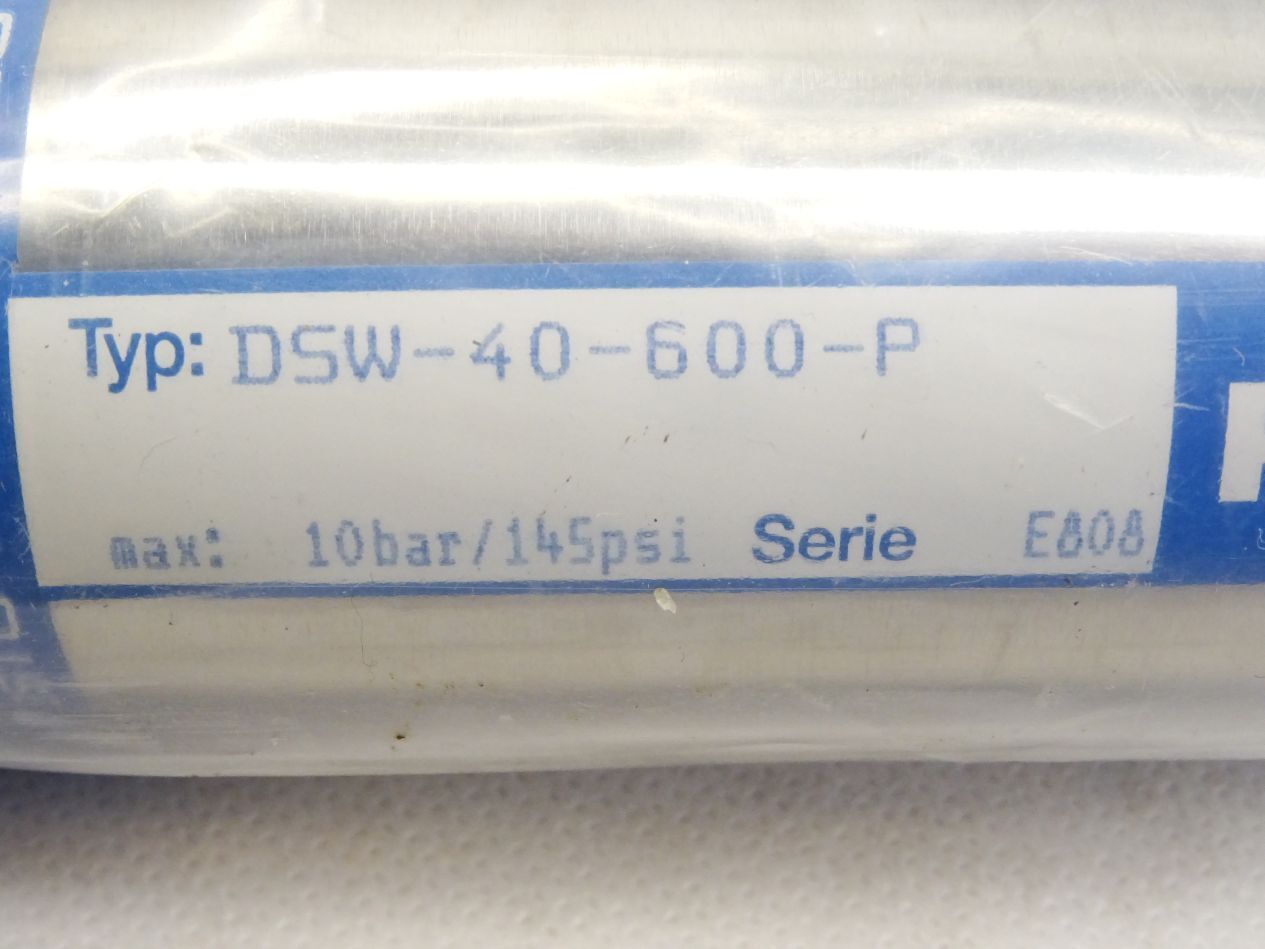 Typ: DSW-40-600-P
max: 10bar/145psi Serie E808